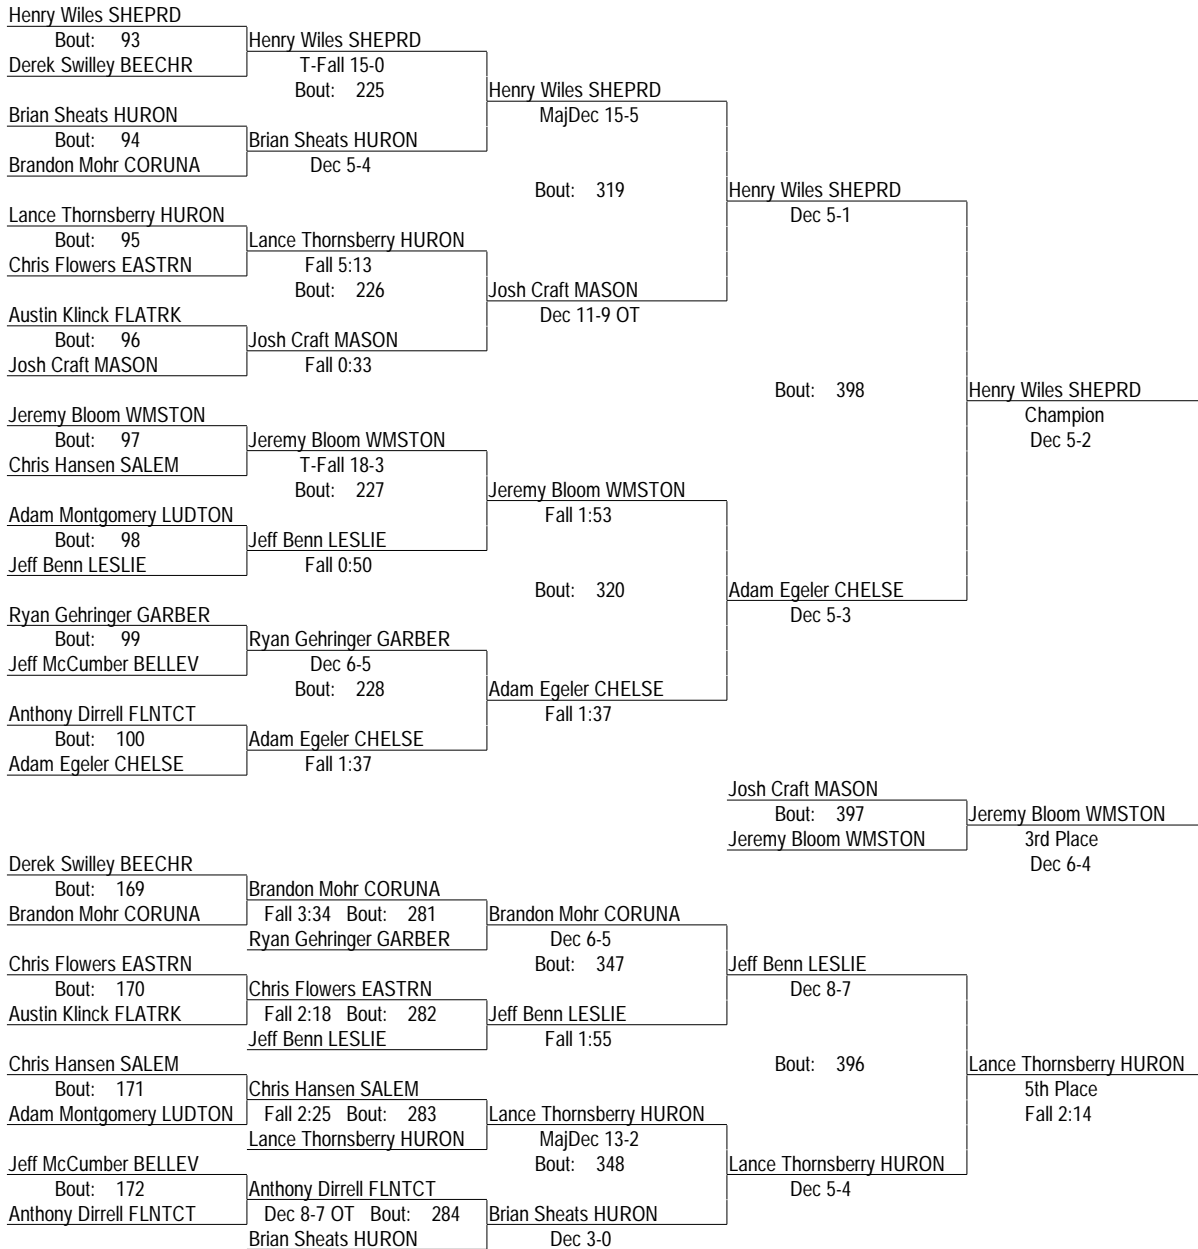 Henry Wiles SHEPRD
Bout: 93
Henry Wiles SHEPRD
Derek Swilley BEECHR
T-Fall 15-0
Bout: 225
Henry Wiles SHEPRD
Brian Sheats HURON
MajDec 15-5
Bout: 94
Brian Sheats HURON
Brandon Mohr CORUNA
Dec 5-4
Bout: 319
Henry Wiles SHEPRD
Lance Thornsberry HURON
Dec 5-1
Bout: 95
Lance Thornsberry HURON
Chris Flowers EASTRN
Fall 5:13
Bout: 226
Josh Craft MASON
Austin Klinck FLATRK
Dec 11-9 OT
Bout: 96
Josh Craft MASON
Josh Craft MASON
Fall 0:33
Bout: 398
Henry Wiles SHEPRD
Jeremy Bloom WMSTON
Champion
Bout: 97
Jeremy Bloom WMSTON
Dec 5-2
Chris Hansen SALEM
T-Fall 18-3
Bout: 227
Jeremy Bloom WMSTON
Adam Montgomery LUDTON
Fall 1:53
Bout: 98
Jeff Benn LESLIE
Jeff Benn LESLIE
Fall 0:50
Bout: 320
Adam Egeler CHELSE
Ryan Gehringer GARBER
Dec 5-3
Bout: 99
Ryan Gehringer GARBER
Jeff McCumber BELLEV
Dec 6-5
Bout: 228
Adam Egeler CHELSE
Anthony Dirrell FLNTCT
Fall 1:37
Bout: 100
Adam Egeler CHELSE
Adam Egeler CHELSE
Fall 1:37
Josh Craft MASON
Bout: 397
Jeremy Bloom WMSTON
Jeremy Bloom WMSTON
3rd Place
Dec 6-4
Derek Swilley BEECHR
Bout: 169
Brandon Mohr CORUNA
Brandon Mohr CORUNA
Fall 3:34 Bout: 281
Brandon Mohr CORUNA
Ryan Gehringer GARBER
Dec 6-5
Chris Flowers EASTRN
Bout: 347
Jeff Benn LESLIE
Bout: 170
Chris Flowers EASTRN
Dec 8-7
Austin Klinck FLATRK
Fall 2:18 Bout: 282
Jeff Benn LESLIE
Jeff Benn LESLIE
Fall 1:55
Chris Hansen SALEM
Bout: 396
Lance Thornsberry HURON
Bout: 171
Chris Hansen SALEM
5th Place
Adam Montgomery LUDTON
Fall 2:25 Bout: 283
Lance Thornsberry HURON
Fall 2:14
Lance Thornsberry HURON
MajDec 13-2
Jeff McCumber BELLEV
Bout: 348
Lance Thornsberry HURON
Bout: 172
Anthony Dirrell FLNTCT
Dec 5-4
Anthony Dirrell FLNTCT
Dec 8-7 OT Bout: 284
Brian Sheats HURON
Brian Sheats HURON
Dec 3-0